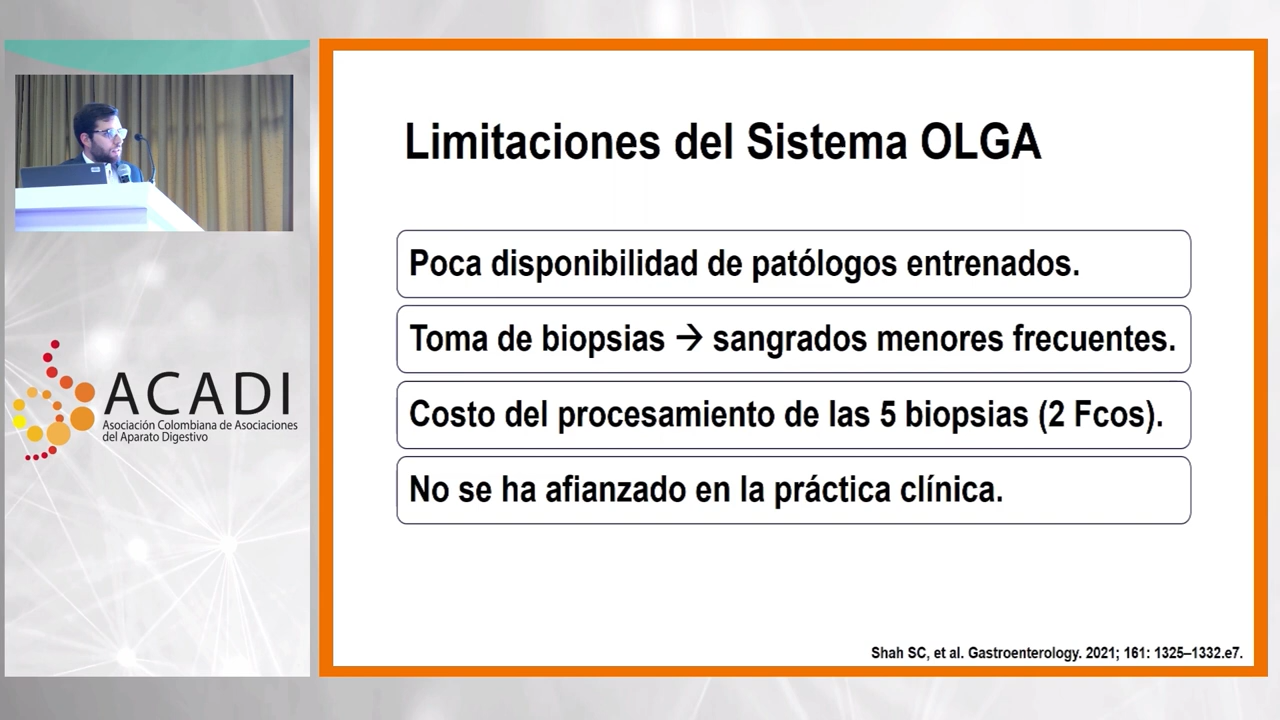 Limitaciones del Sistema OLGA
Poca disponibilidad de patólogos entrenados.
Toma de biopsias → sangrados menores frecuentes.
Costo del procesamiento de las 5 biopsias (2 Fcos).
No se ha afianzado en la práctica clínica.
Shah SC, et al. Gastroenterology. 2021; 161: 1325–1332.e7.
ACADI
Asociación Colombiana de Asociaciones
del Aparato Digestivo